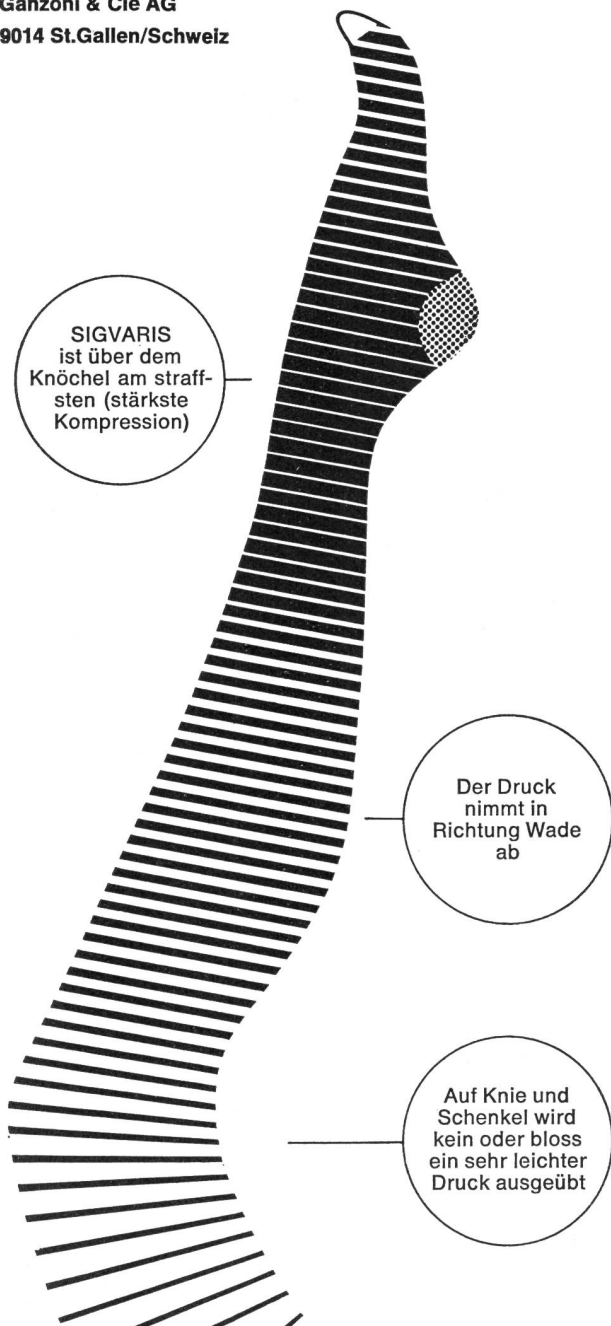 Ganzoni & Cie AG
9014 St.Gallen/Schweiz
SIGVARIS
ist über dem
Knöchel am straff-
sten (stärkste
Kompression)
Der Druck
nimmt in
Richtung Wade
ab
Auf Knie und
Schenkel wird
kein oder bloss
ein sehr leichter
Druck ausgeübt